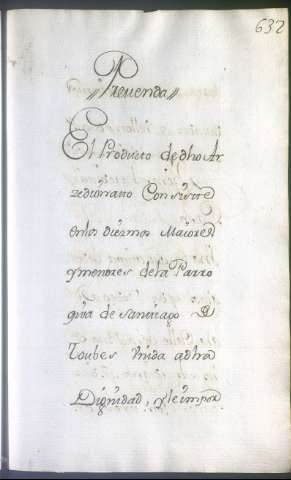 632
Prevenda
El Producto de dho Ar
zedianato Consiste
en los diezmos Maiores
y menores de la Parro
quia de Santiago de
Toubes Unida a dha
Dignidad, y le impor